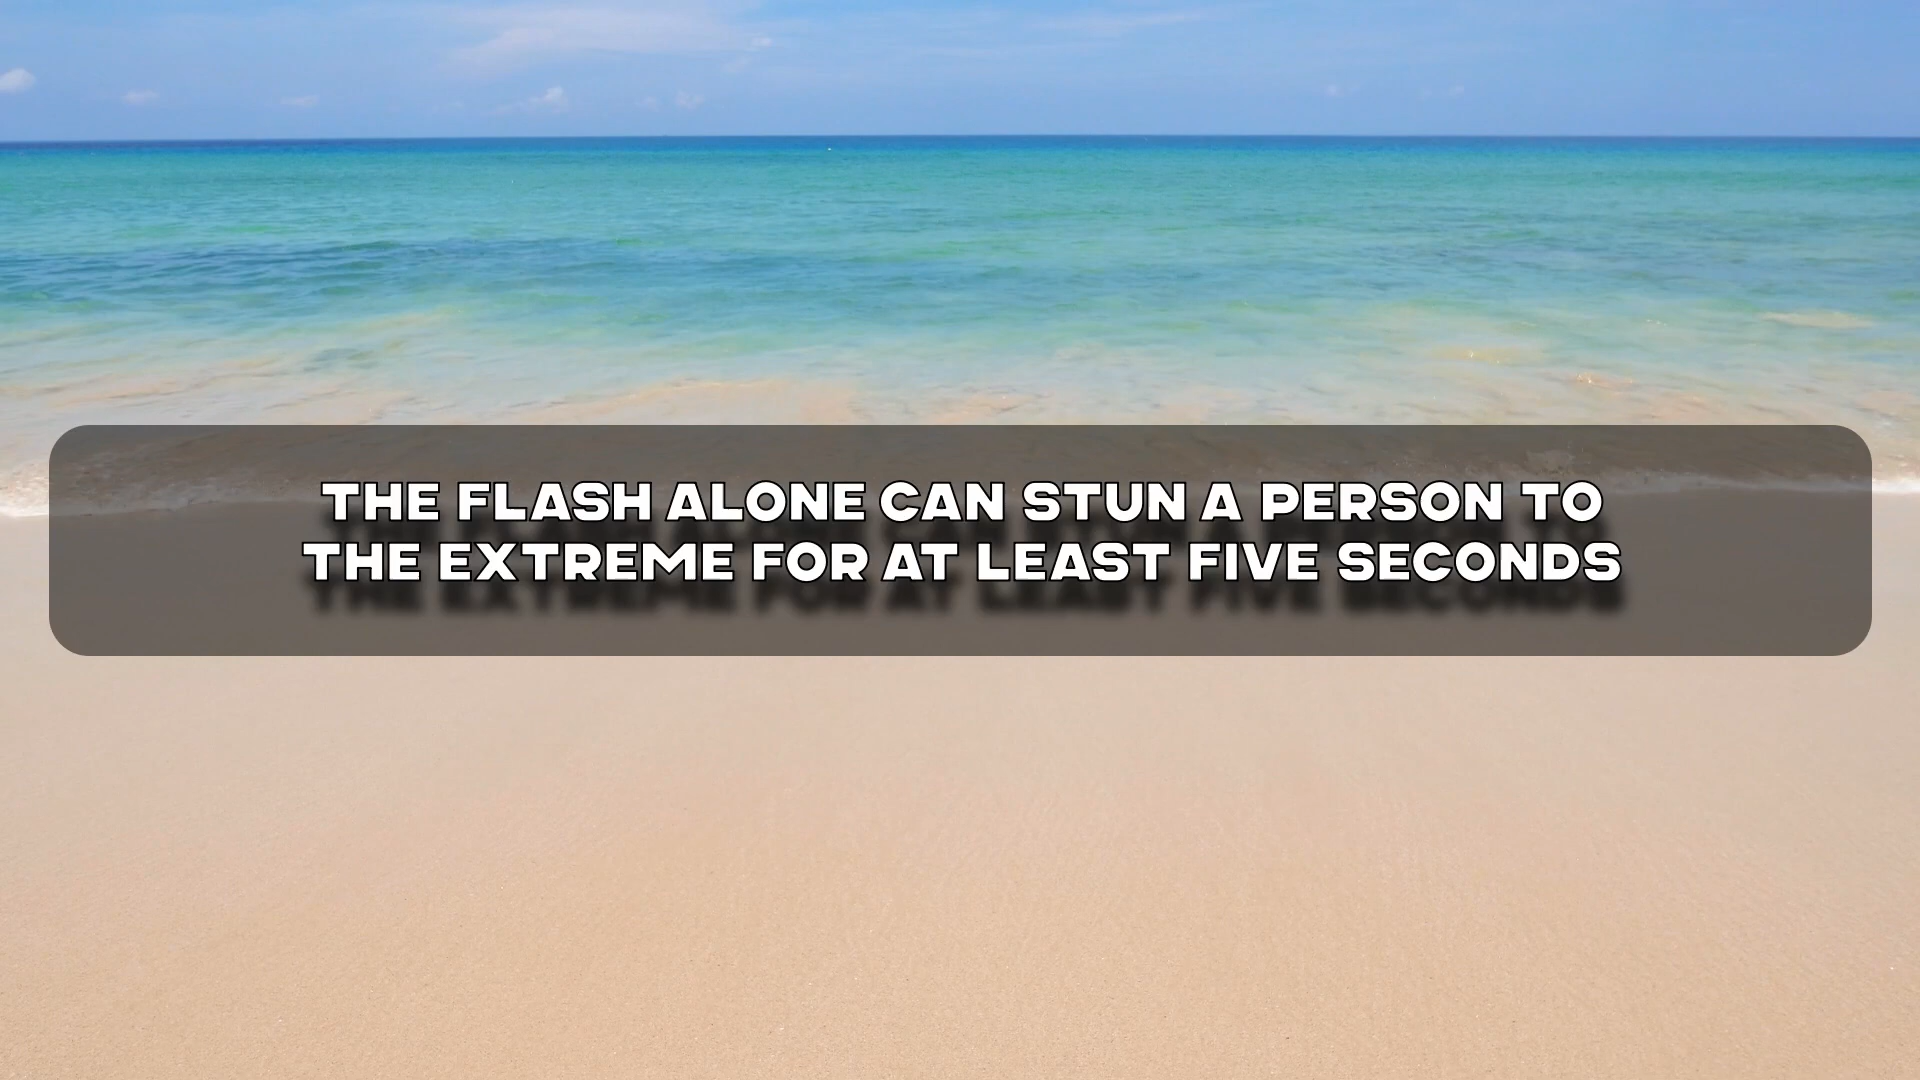 THE FLASH ALONE CAN STUN A PERSON TO
THE EXTREME FOR AT LEAST FIVE SECONDS